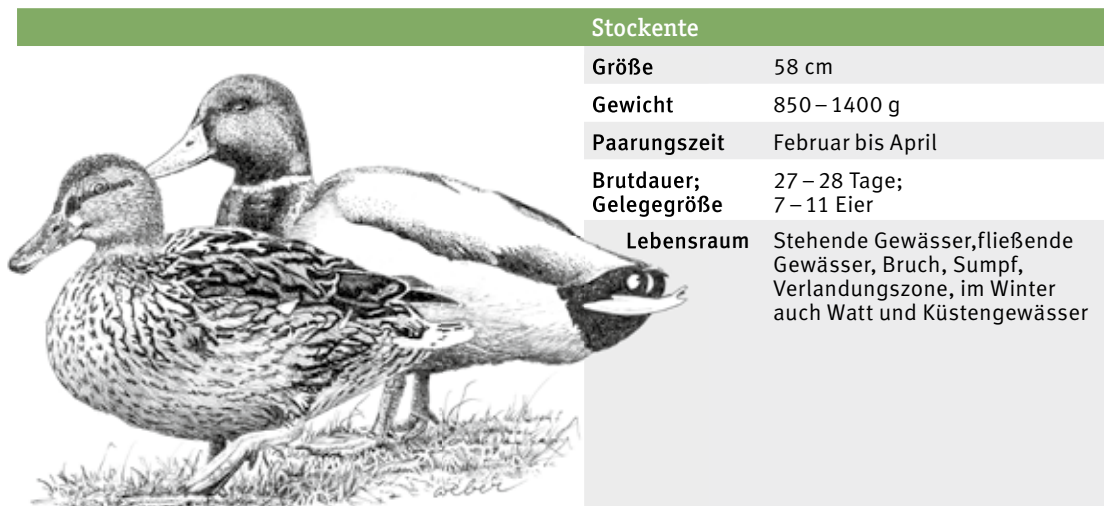 Stockente
Größe 58 cm
Gewicht 850 – 1400 g
Paarungszeit Februar bis April
Brutdauer; 27 – 28 Tage;
Gelegegröße 7 – 11 Eier
Lebensraum Stehende Gewässer,fließende
Gewässer, Bruch, Sumpf,
Verlandungszone, im Winter
auch Watt und Küstengewässer
weber